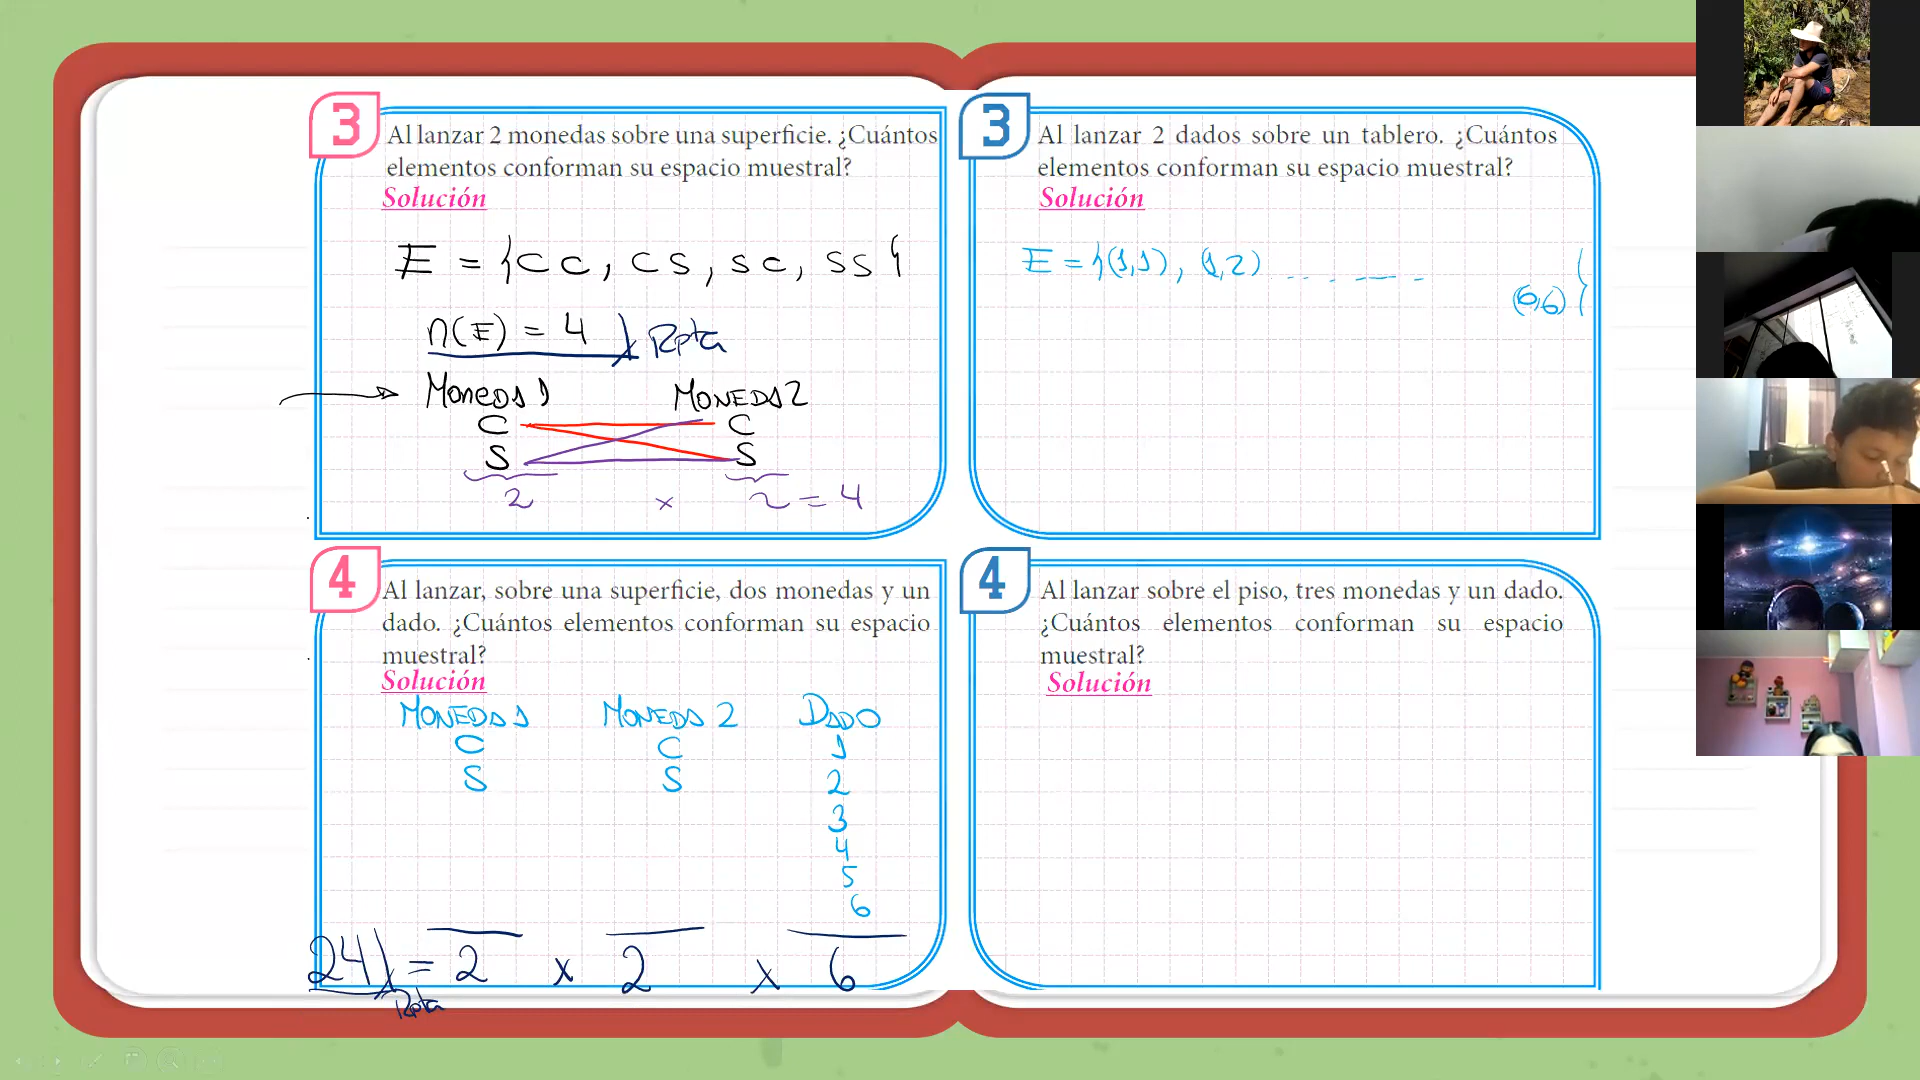 3
Al lanzar 2 monedas sobre una superficie. ¿Cuántos
elementos conforman su espacio muestral?
Solución
E = {CC, CS, SC, SS}
n(E) = 4 Rpta
MONEDA 1 MONEDA 2
C C
S S
2 x 2 = 4
3
Al lanzar 2 dados sobre un tablero. ¿Cuántos
elementos conforman su espacio muestral?
Solución
E = {(1,1), (1,2) ..............
(6,6)}
4
Al lanzar, sobre una superficie, dos monedas y un
dado. ¿Cuántos elementos conforman su espacio
muestral?
Solución
MONEDA 1 MONEDA 2 DADO
C C 1
S S 2
3
4
5
6
24 = 2 x 2 x 6
Rpta
4
Al lanzar sobre el piso, tres monedas y un dado.
¿Cuántos elementos conforman su espacio
muestral?
Solución